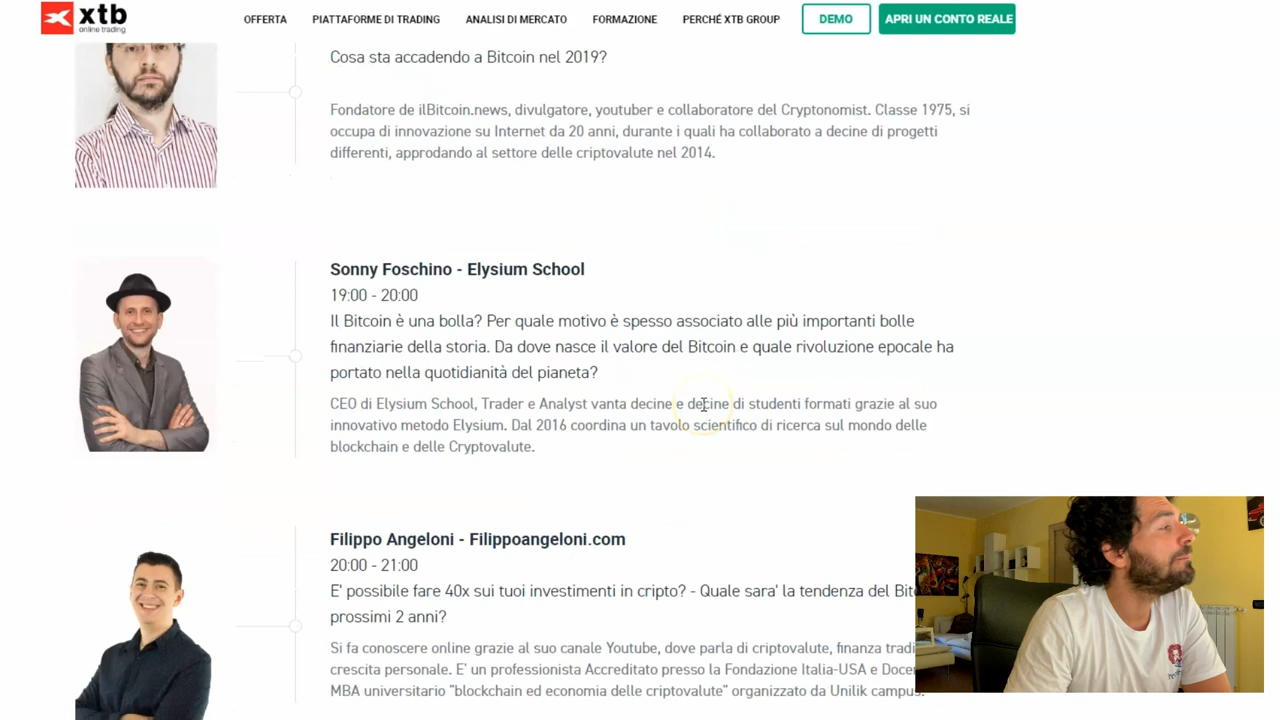 xtb
online trading
OFFERTA
PIATTAFORME DI TRADING
ANALISI DI MERCATO
FORMAZIONE
PERCHÉ XTB GROUP
DEMO
APRI UN CONTO REALE
Cosa sta accadendo a Bitcoin nel 2019?
Fondatore de ilBitcoin.news, divulgatore, youtuber e collaboratore del Cryptonomist. Classe 1975, si
occupa di innovazione su Internet da 20 anni, durante i quali ha collaborato a decine di progetti
differenti, approdando al settore delle criptovalute nel 2014.
Sonny Foschino - Elysium School
19:00 - 20:00
Il Bitcoin è una bolla? Per quale motivo è spesso associato alle più importanti bolle
finanziarie della storia. Da dove nasce il valore del Bitcoin e quale rivoluzione epocale ha
portato nella quotidianità del pianeta?
CEO di Elysium School, Trader e Analyst vanta decine e decine di studenti formati grazie al suo
innovativo metodo Elysium. Dal 2016 coordina un tavolo scientifico di ricerca sul mondo delle
blockchain e delle Cryptovalute.
Filippo Angeloni - Filippoangeloni.com
20:00 - 21:00
E' possibile fare 40x sui tuoi investimenti in cripto? - Quale sara' la tendenza del
prossimi 2 anni?
Si fa conoscere online grazie al suo canale Youtube, dove parla di criptovalute, finanza
crescita personale. E' un professionista Accreditato presso la Fondazione Italia-USA e
MBA universitario "blockchain ed economia delle criptovalute" organizzato da Unilik campus.